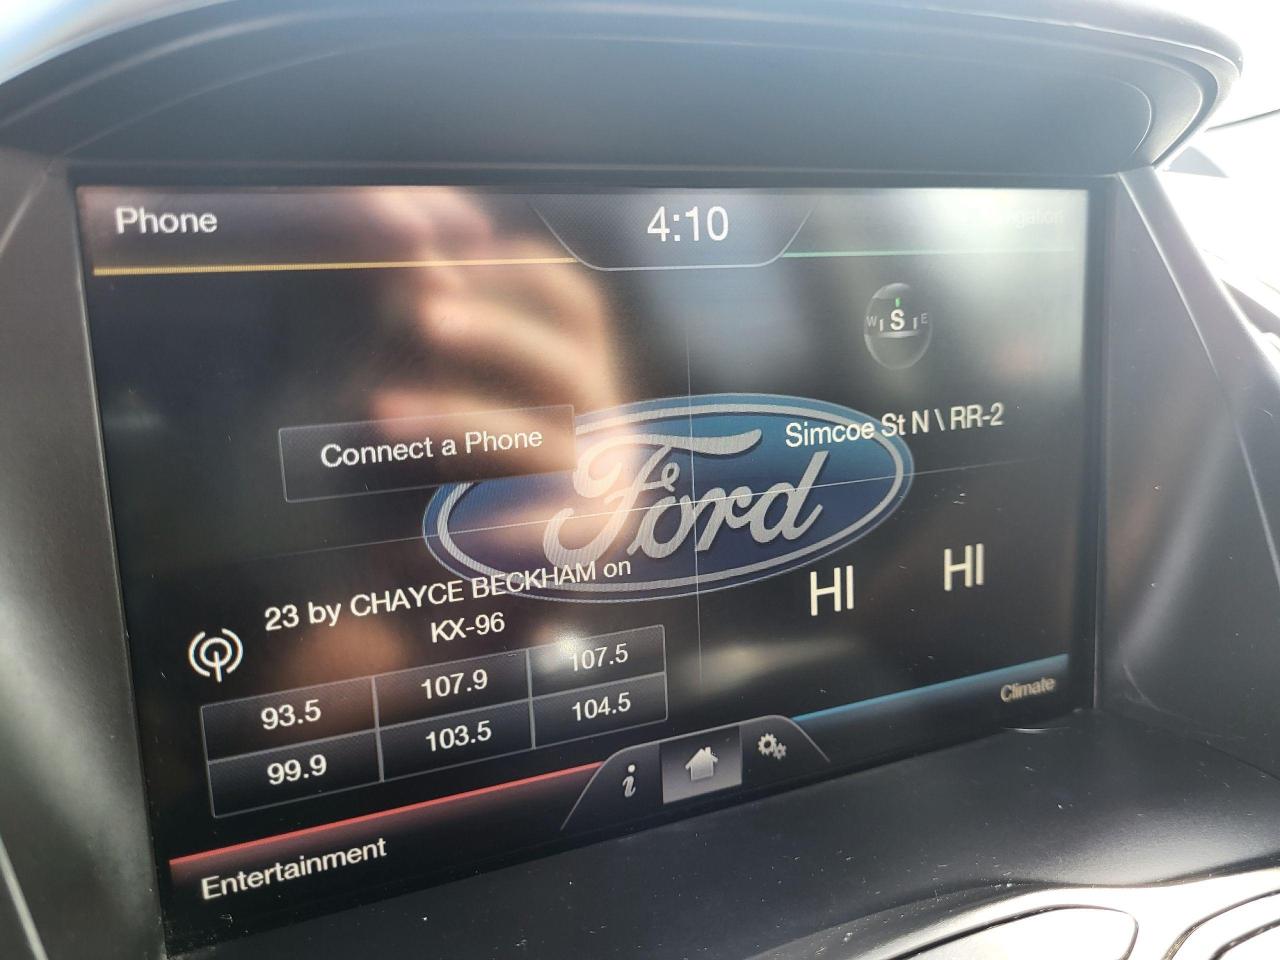 Phone
4:10
W S E
Connect a Phone
Simcoe St N \ RR-2
Ford
23 by CHAYCE BECKHAM on
KX-96
HI HI
93.5 107.9 107.5
99.9 103.5 104.5
Climate
i
Entertainment